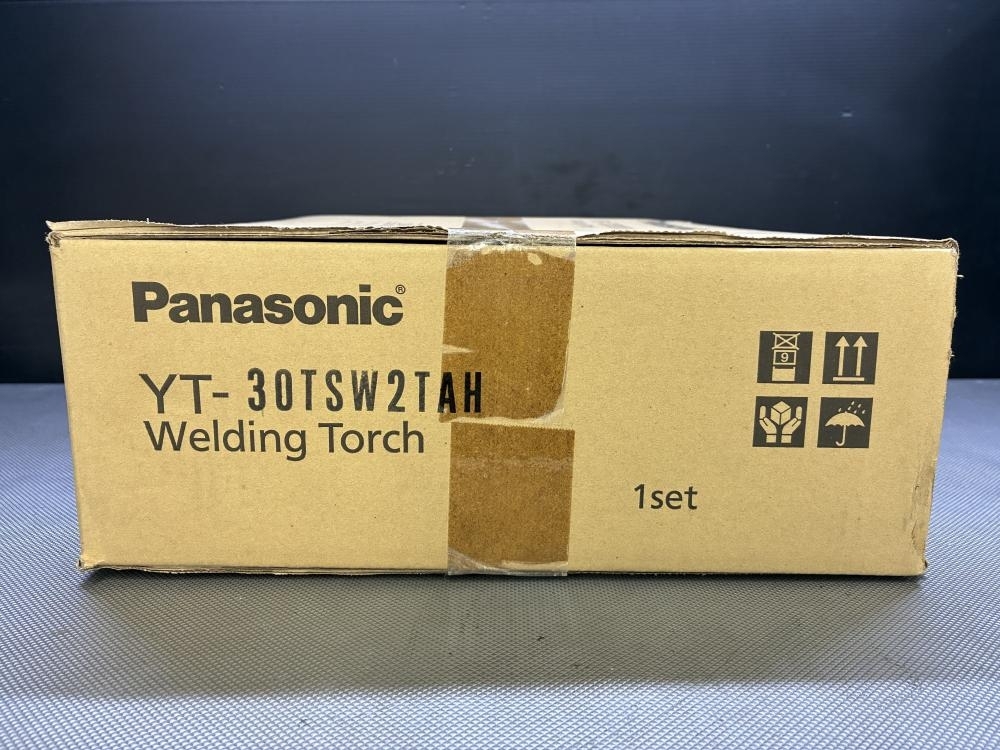 Panasonic®
YT-30TSW2TAH
Welding Torch
1set
9